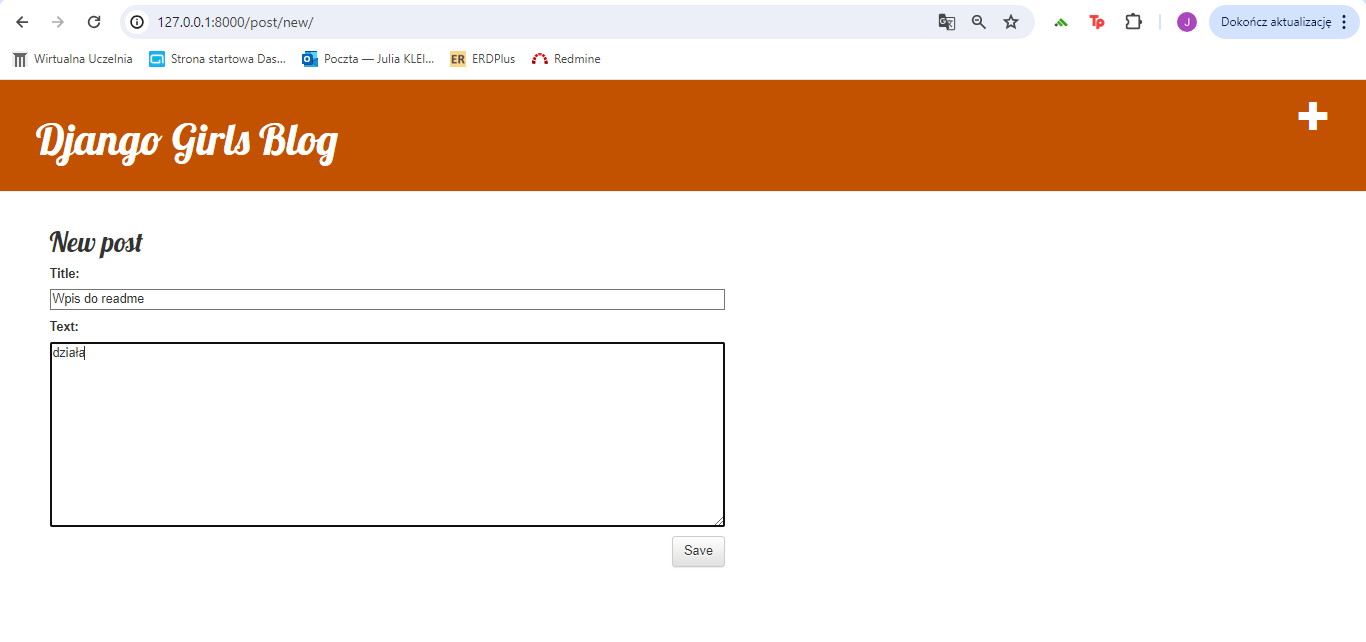 127.0.0.1:8000/post/new/
J
Dokończ aktualizację
Wirtualna Uczelnia
Strona startowa Das...
Poczta — Julia KLEI...
ER ERDPlus
Redmine
Django Girls Blog
New post
Title:
Wpis do readme
Text:
działa
Save